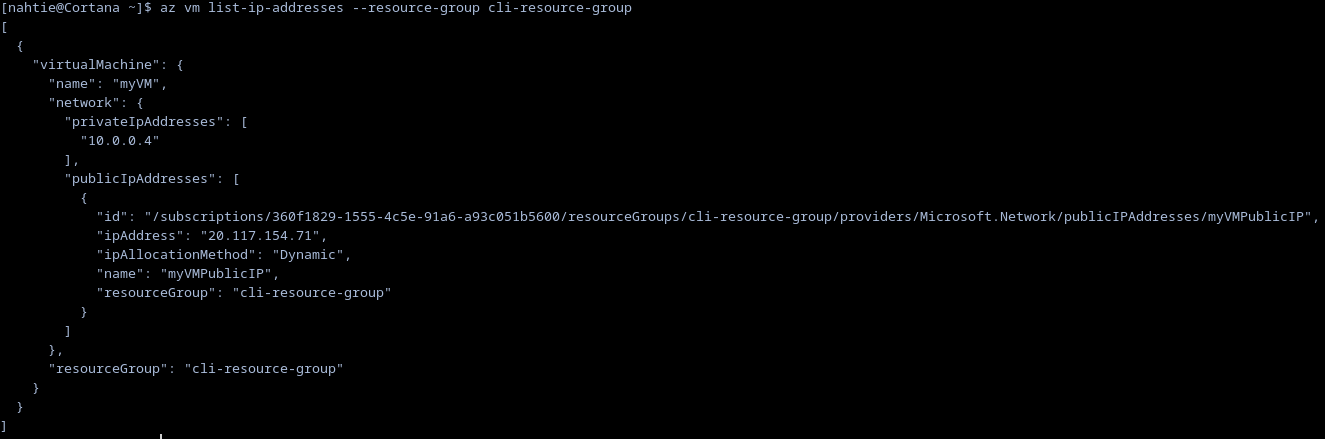 [nahtie@Cortana ~]$ az vm list-ip-addresses --resource-group cli-resource-group
[
  {
    "virtualMachine": {
      "name": "myVM",
      "network": {
        "privateIpAddresses": [
          "10.0.0.4"
        ],
        "publicIpAddresses": [
          {
            "id": "/subscriptions/360f1829-1555-4c5e-91a6-a93c051b5600/resourceGroups/cli-resource-group/providers/Microsoft.Network/publicIPAddresses/myVMPublicIP",
            "ipAddress": "20.117.154.71",
            "ipAllocationMethod": "Dynamic",
            "name": "myVMPublicIP",
            "resourceGroup": "cli-resource-group"
          }
        ]
      },
      "resourceGroup": "cli-resource-group"
    }
  }
]